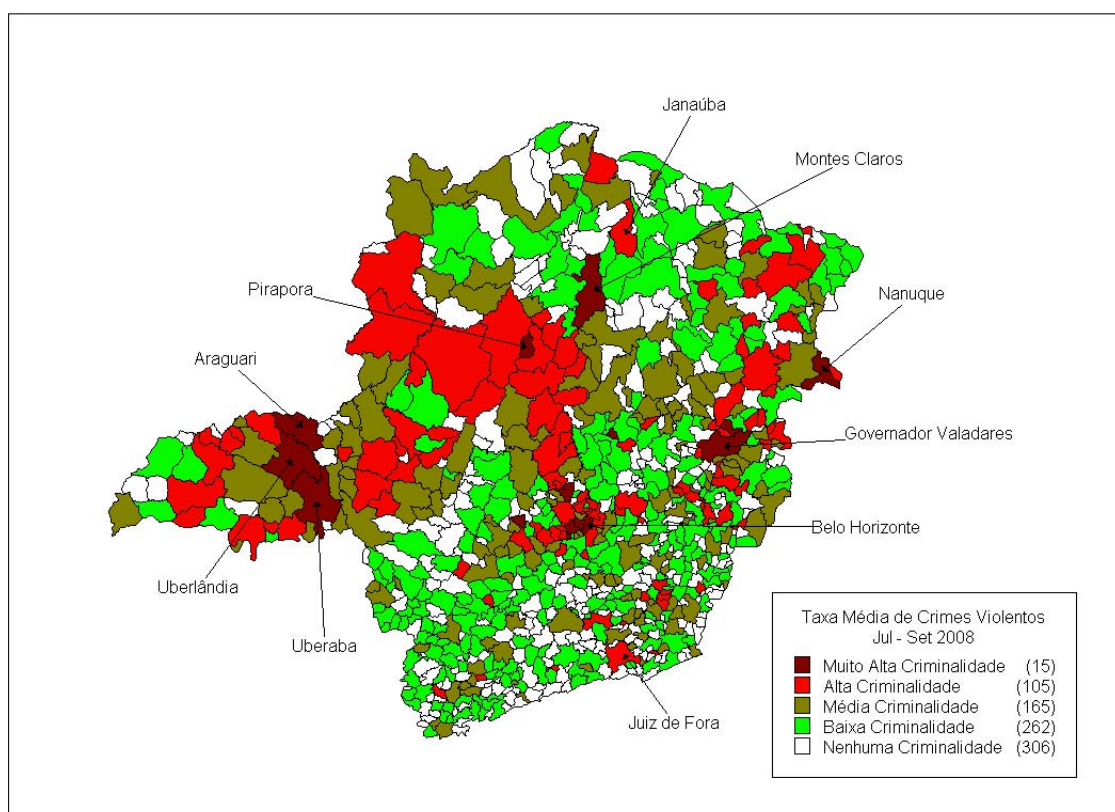 Janaúba
Montes Claros
Pirapora
Nanuque
Araguari
Governador Valadares
Belo Horizonte
Uberlândia
Uberaba
Juiz de Fora
Taxa Média de Crimes Violentos
Jul - Set 2008
Muito Alta Criminalidade (15)
Alta Criminalidade (105)
Média Criminalidade (165)
Baixa Criminalidade (262)
Nenhuma Criminalidade (306)